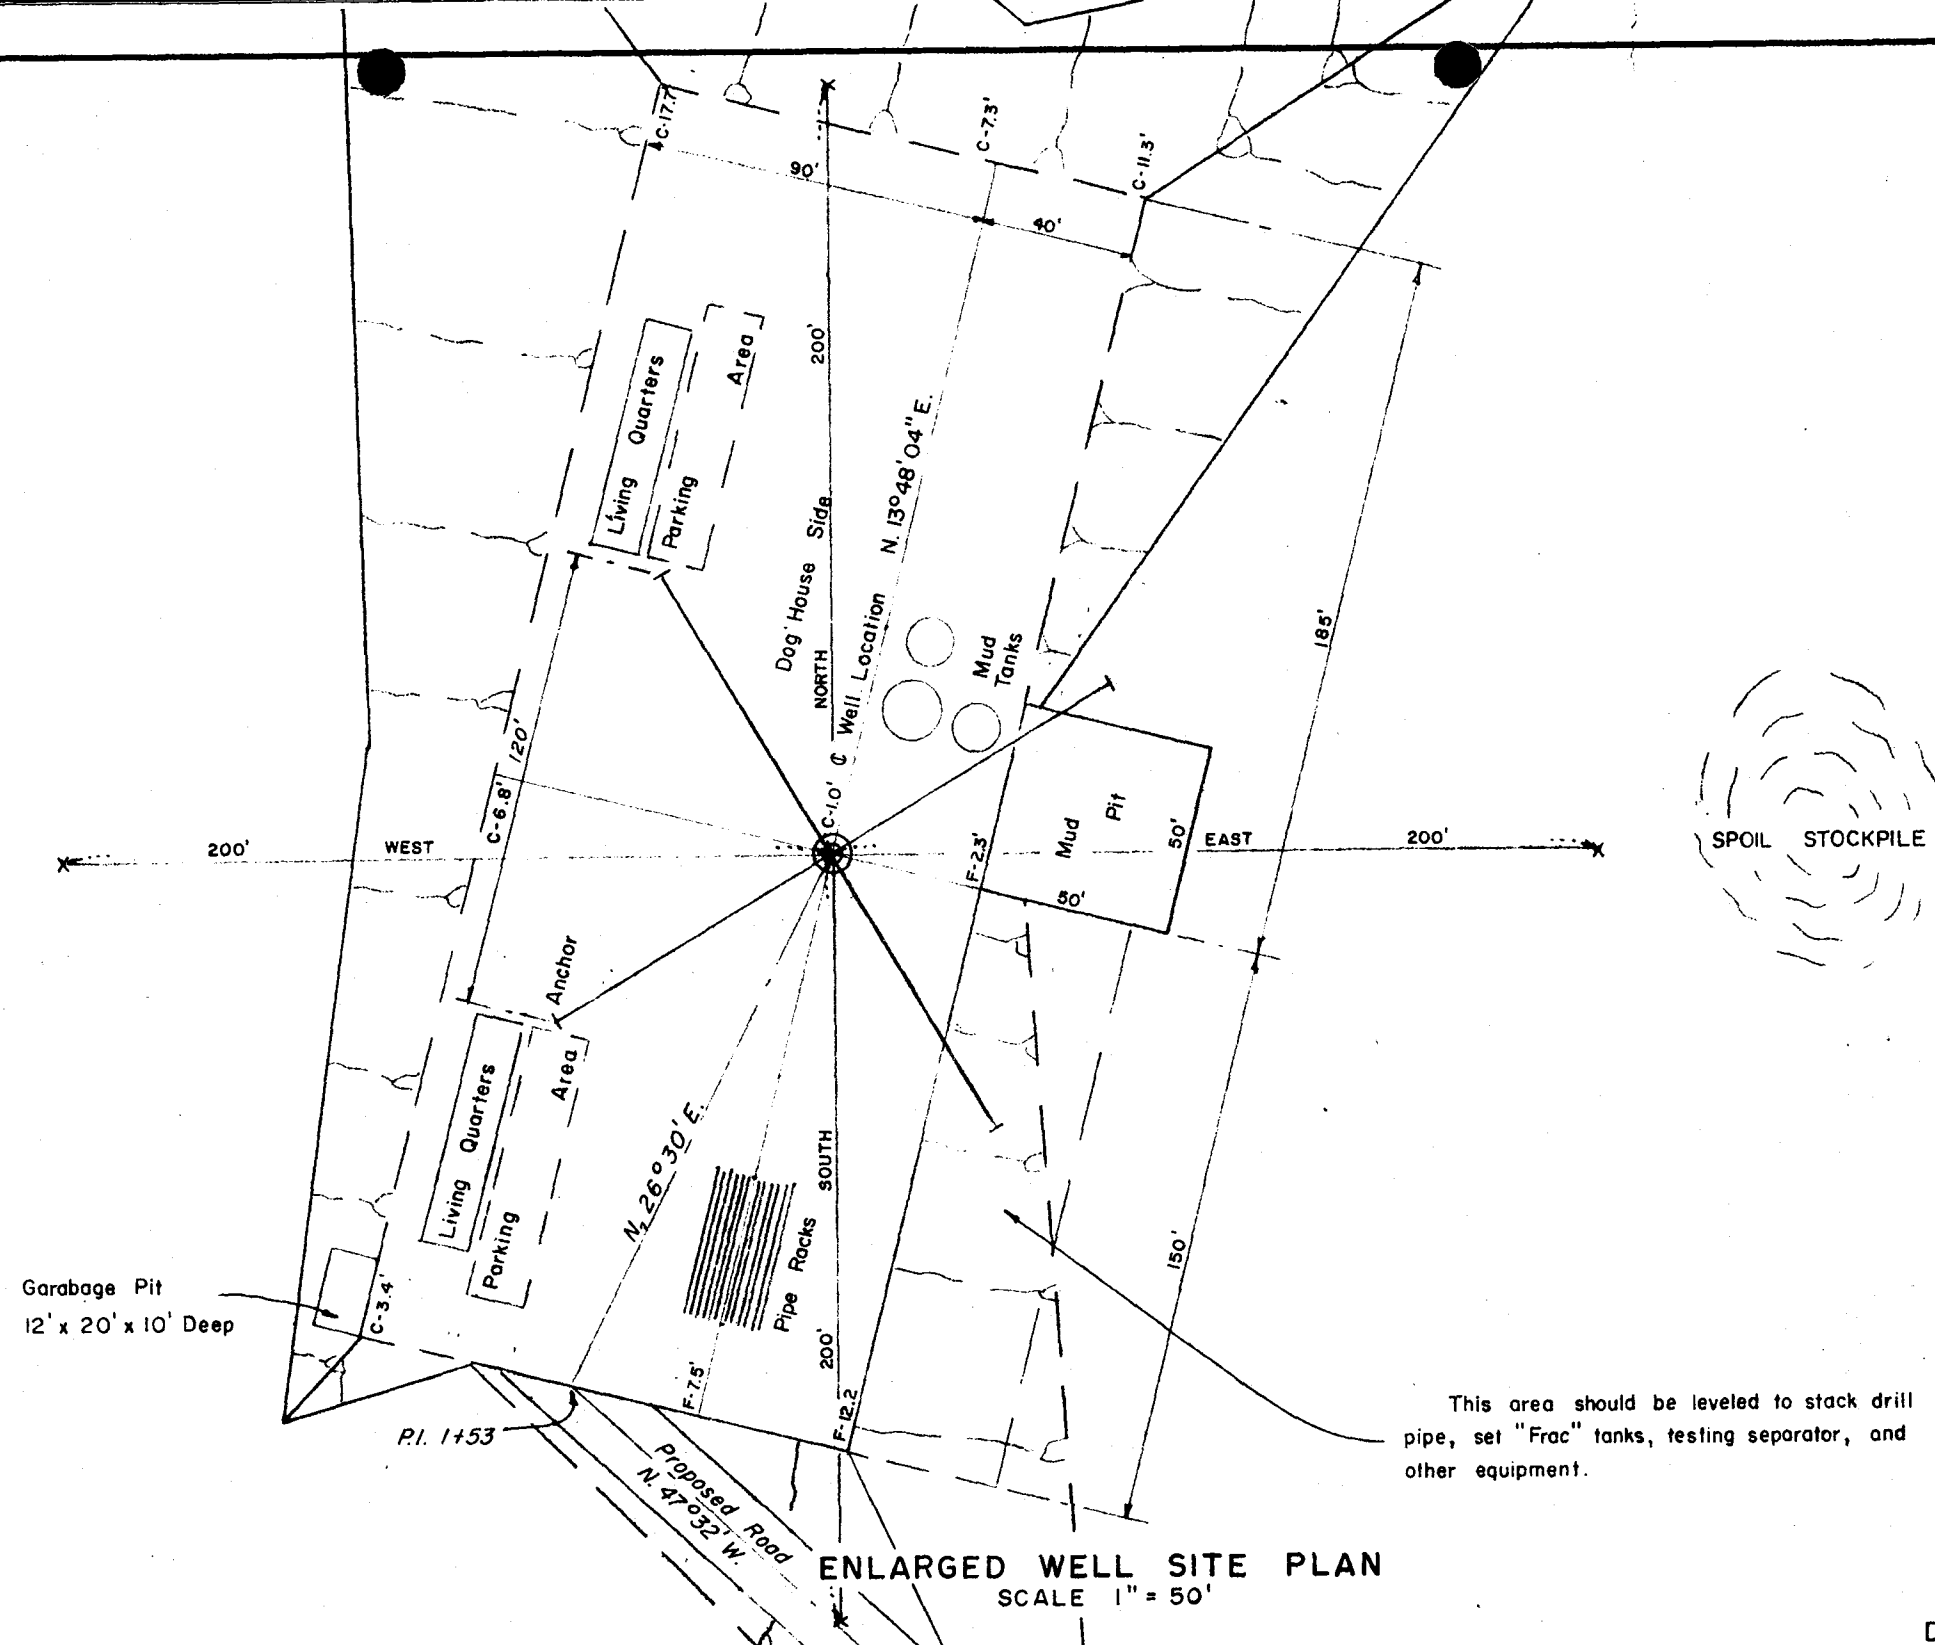 C-17.7'
C-7.3'
C-11.3'
90'
40'
200'
Living Quarters
Parking Area
Dog House Side
N. 13°48'04" E.
℄ Well Location
NORTH
Mud
Tanks
185'
120'
C-6.8'
C-1.0'
200'
WEST
F-2.3'
Mud Pit
50'
50'
EAST
200'
SPOIL STOCKPILE
Anchor
Living Quarters
Parking Area
N. 26°30' E.
SOUTH
200'
Pipe Racks
150'
Garabage Pit
12' x 20' x 10' Deep
C-3.4'
F-7.5'
F-12.2
P.I. 1+53
Proposed Road
N. 47°32' W.
This area should be leveled to stack drill
pipe, set "Frac" tanks, testing separator, and
other equipment.
ENLARGED WELL SITE PLAN
SCALE 1" = 50'